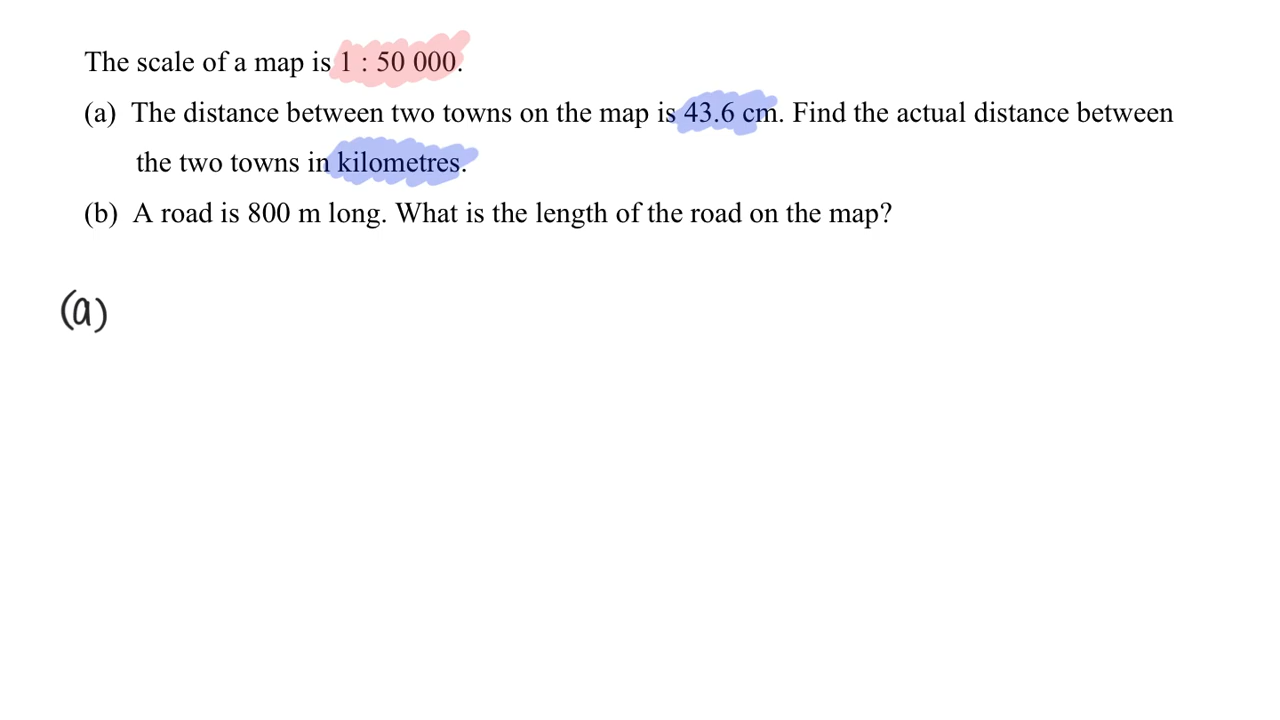 The scale of a map is 1 : 50 000.
(a) The distance between two towns on the map is 43.6 cm. Find the actual distance between
the two towns in kilometres.
(b) A road is 800 m long. What is the length of the road on the map?
(a)